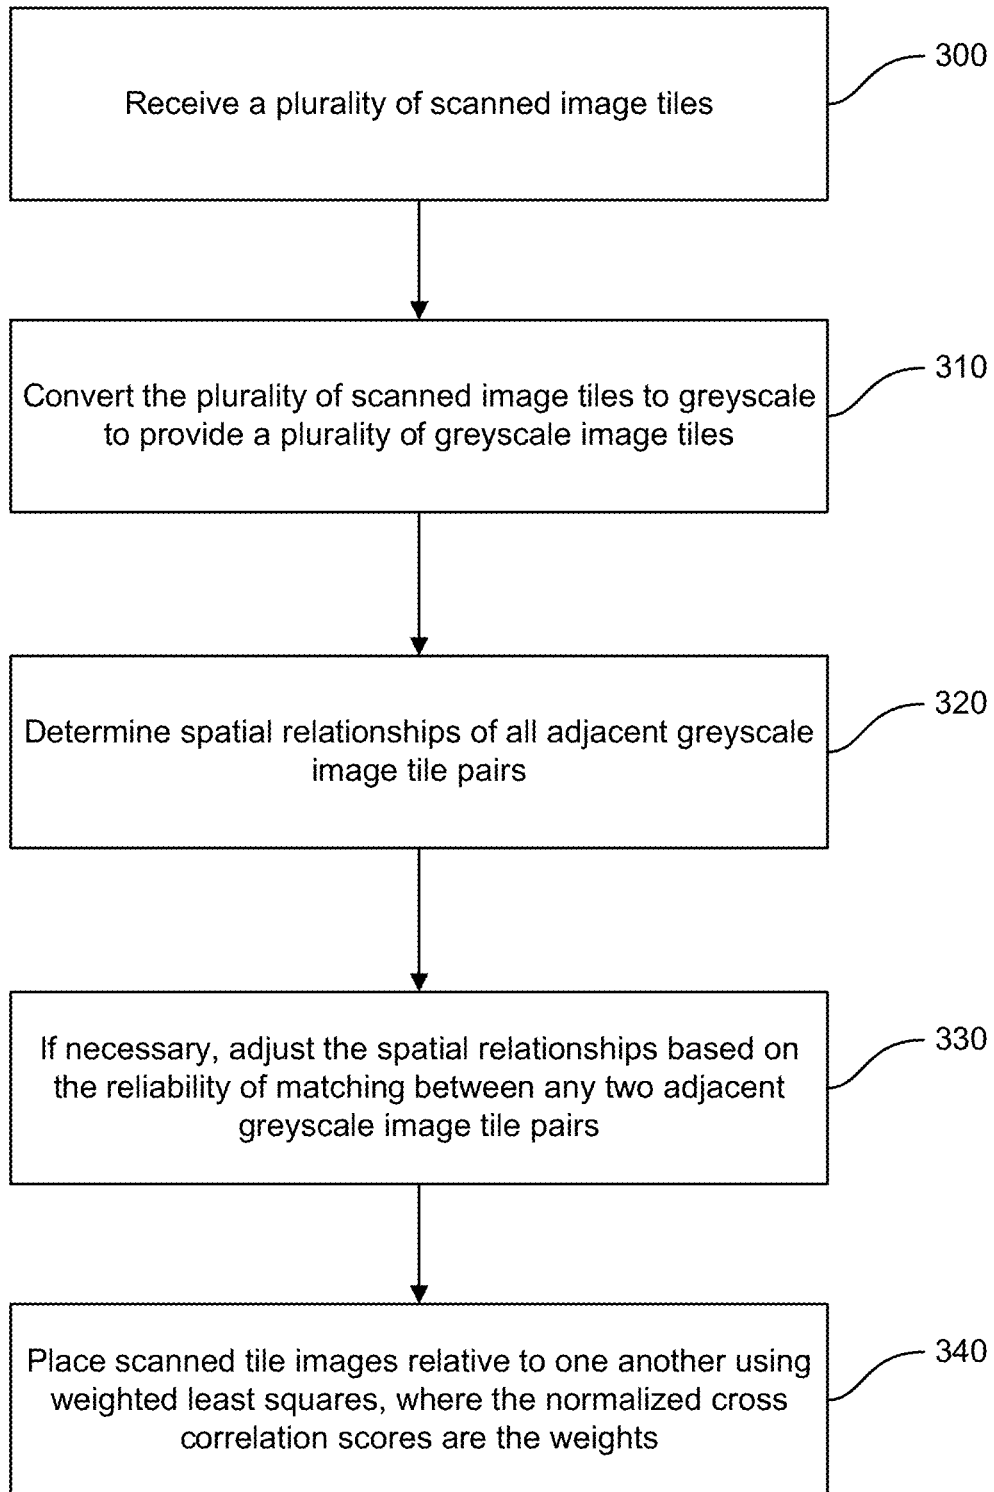 300
Receive a plurality of scanned image tiles
310
Convert the plurality of scanned image tiles to greyscale
to provide a plurality of greyscale image tiles
320
Determine spatial relationships of all adjacent greyscale
image tile pairs
330
If necessary, adjust the spatial relationships based on
the reliability of matching between any two adjacent
greyscale image tile pairs
340
Place scanned tile images relative to one another using
weighted least squares, where the normalized cross
correlation scores are the weights